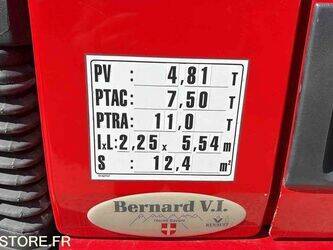 PV : 4,81 T
PTAC : 7,50 T
PTRA : 11,0 T
lxL: 2,25 x 5,54 m
S : 12,4 m²
Bernard V.I.
RENAULT
STORE.FR